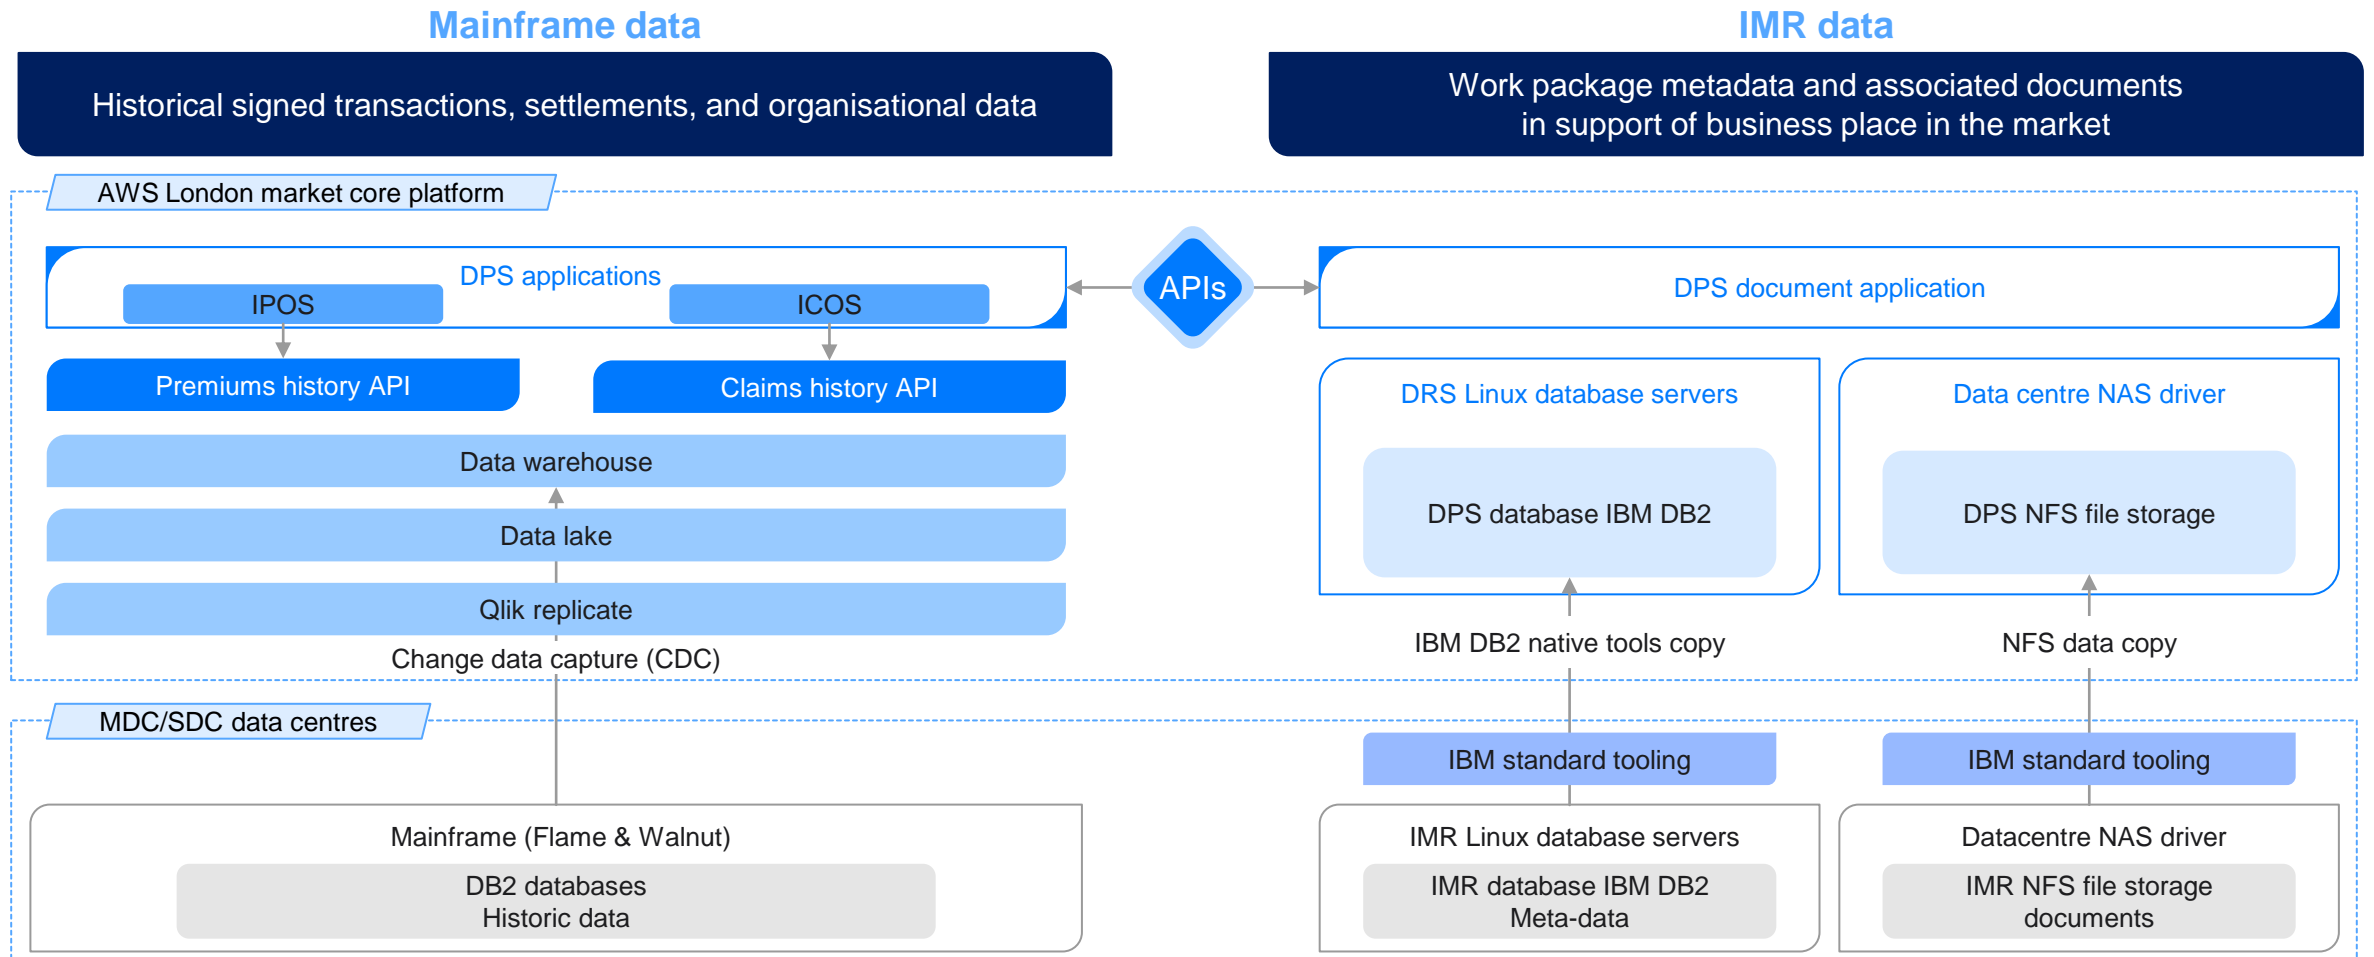 Mainframe data
IMR data
Historical signed transactions, settlements, and organisational data
Work package metadata and associated documents
in support of business place in the market
AWS London market core platform
DPS applications
IPOS
ICOS
APIs
DPS document application
Premiums history API
Claims history API
Data warehouse
Data lake
Qlik replicate
Change data capture (CDC)
DRS Linux database servers
DPS database IBM DB2
IBM DB2 native tools copy
Data centre NAS driver
DPS NFS file storage
NFS data copy
MDC/SDC data centres
IBM standard tooling
IBM standard tooling
Mainframe (Flame & Walnut)
DB2 databases
Historic data
IMR Linux database servers
IMR database IBM DB2
Meta-data
Datacentre NAS driver
IMR NFS file storage
documents